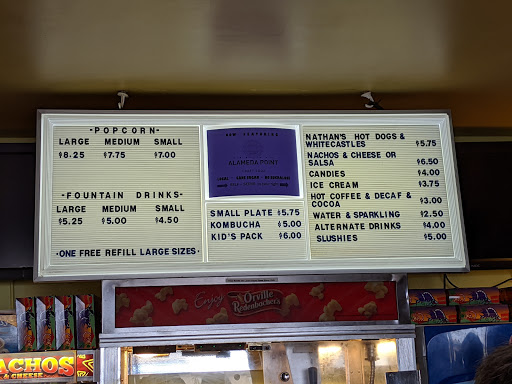 -POPCORN-
LARGE MEDIUM SMALL
$8.25 $7.75 $7.00
-FOUNTAIN DRINKS-
LARGE MEDIUM SMALL
$5.25 $5.00 $4.50
·ONE FREE REFILL LARGE SIZES·
NOW FEATURING
ALAMEDA POINT
SMALL PLATE $5.75
KOMBUCHA $5.00
KID'S PACK $6.00
NATHAN'S HOT DOGS &
WHITECASTLES $5.75
NACHOS & CHEESE OR
SALSA $6.50
CANDIES $4.00
ICE CREAM $3.75
HOT COFFEE & DECAF &
COCOA $3.00
WATER & SPARKLING $2.50
ALTERNATE DRINKS $4.00
SLUSHIES $5.00
Enjoy Orville
Redenbacher's
NACHOS
& CHEESE